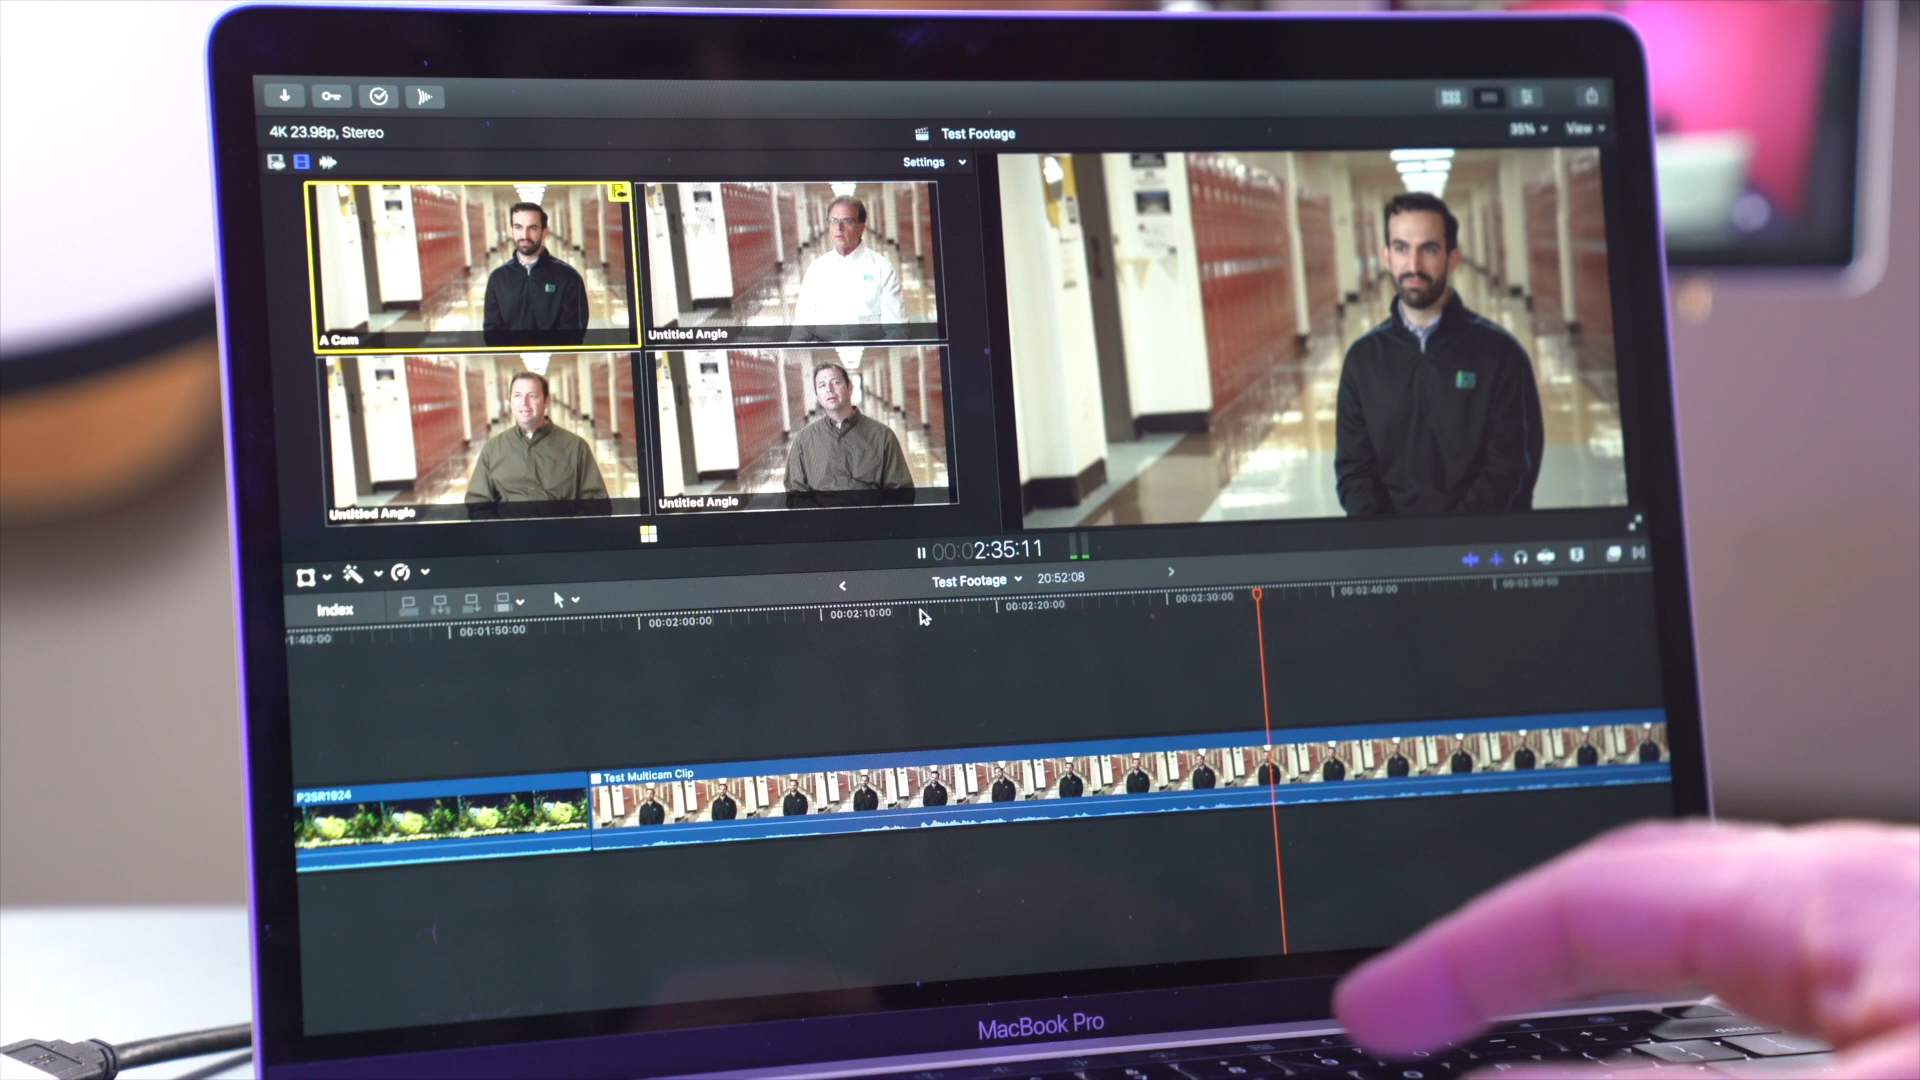 4K 23.98p, Stereo
Test Footage
35%
View
Settings
A Cam
Untitled Angle
Untitled Angle
Untitled Angle
00:02:35:11
Test Footage
20:52:08
Index
1:40:00
00:01:50:00
00:02:00:00
00:02:10:00
00:02:20:00
00:02:30:00
00:02:40:00
00:02:50:00
P3SR1924
Test Multicam Clip
MacBook Pro
delete